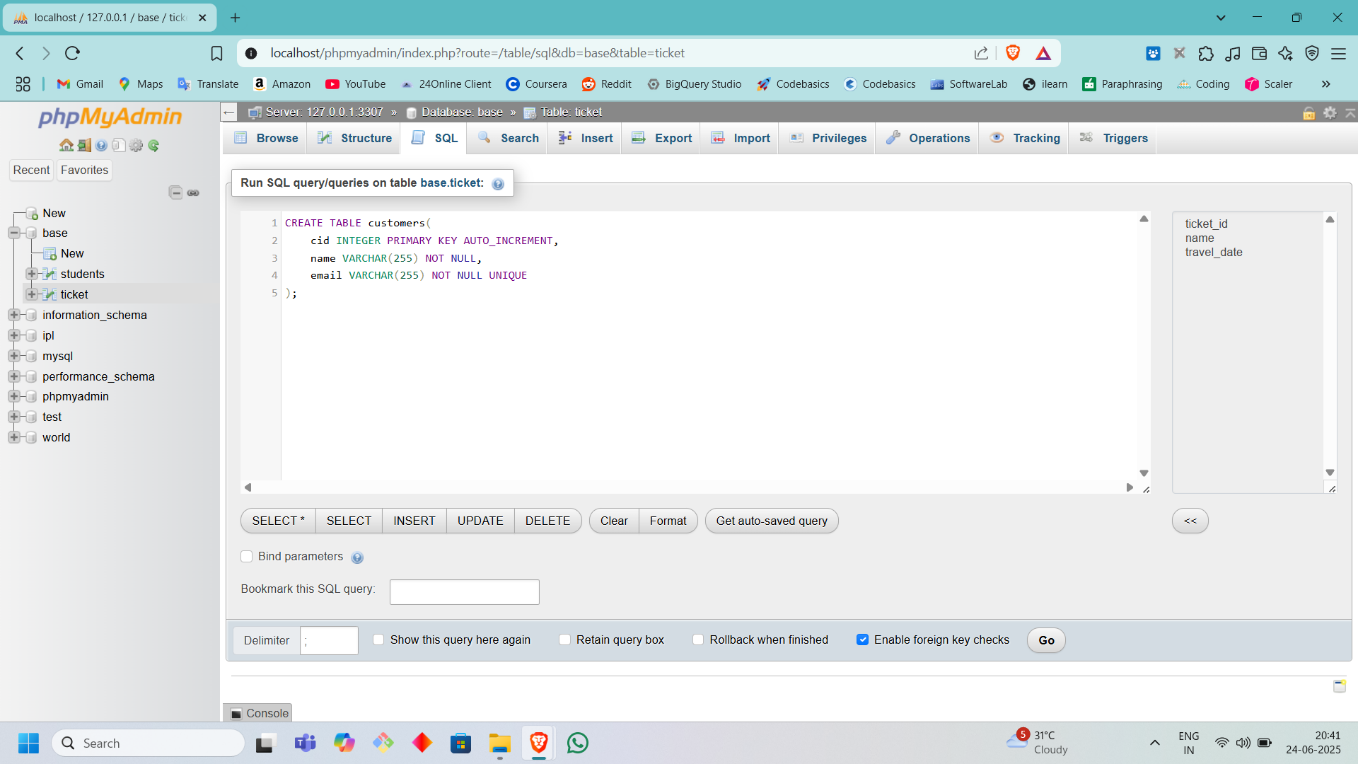 localhost / 127.0.0.1 / base / tick
localhost/phpmyadmin/index.php?route=/table/sql&db=base&table=ticket
Gmail Maps Translate Amazon YouTube 24Online Client Coursera Reddit BigQuery Studio Codebasics Codebasics SoftwareLab ilearn Paraphrasing Coding Scaler »
phpMyAdmin
Recent Favorites
New
base
New
students
ticket
information_schema
ipl
mysql
performance_schema
phpmyadmin
test
world
Server: 127.0.0.1:3307 » Database: base » Table: ticket
Browse Structure SQL Search Insert Export Import Privileges Operations Tracking Triggers
Run SQL query/queries on table base.ticket:
1 CREATE TABLE customers(
2 cid INTEGER PRIMARY KEY AUTO_INCREMENT,
3 name VARCHAR(255) NOT NULL,
4 email VARCHAR(255) NOT NULL UNIQUE
5 );
ticket_id
name
travel_date
SELECT * SELECT INSERT UPDATE DELETE Clear Format Get auto-saved query <<
Bind parameters
Bookmark this SQL query:
Delimiter ; Show this query here again Retain query box Rollback when finished Enable foreign key checks Go
Console
Search
5 31°C
Cloudy
ENG
IN
20:41
24-06-2025